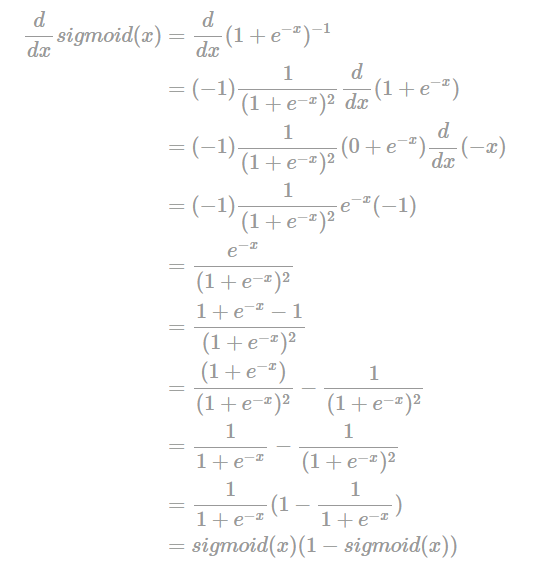 d/dx sigmoid(x) = d/dx (1 + e^{-x})^{-1}
= (-1) 1/(1 + e^{-x})^2 d/dx (1 + e^{-x})
= (-1) 1/(1 + e^{-x})^2 (0 + e^{-x}) d/dx (-x)
= (-1) 1/(1 + e^{-x})^2 e^{-x}(-1)
= e^{-x}/(1 + e^{-x})^2
= (1 + e^{-x} - 1)/(1 + e^{-x})^2
= (1 + e^{-x})/(1 + e^{-x})^2 - 1/(1 + e^{-x})^2
= 1/(1 + e^{-x}) - 1/(1 + e^{-x})^2
= 1/(1 + e^{-x}) (1 - 1/(1 + e^{-x}))
= sigmoid(x)(1 - sigmoid(x))